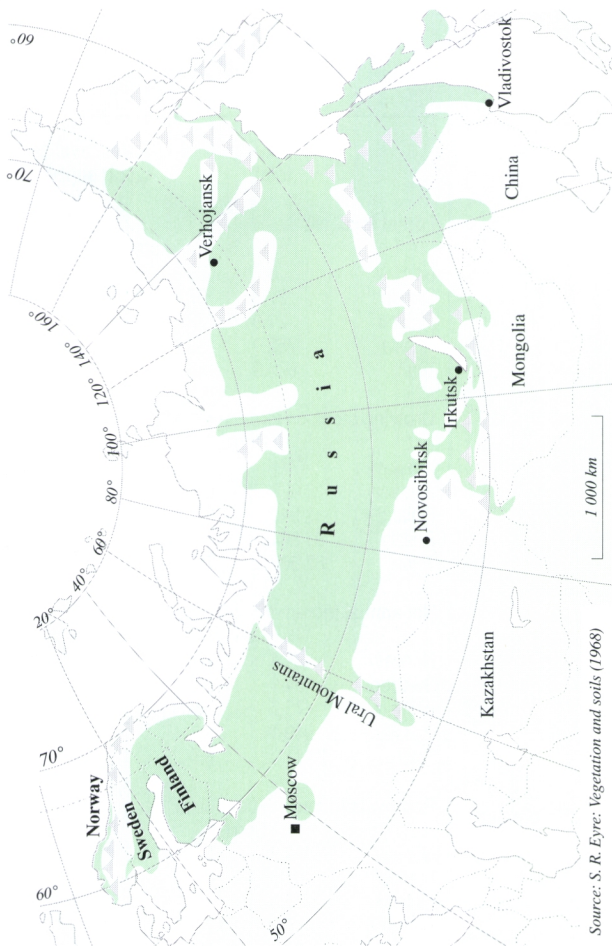 60°
70°
160°
140°
120°
100°
80°
60°
40°
20°
70°
60°
50°
Norway
Sweden
Finland
Moscow
Ural Mountains
Russia
Verhojansk
Novosibirsk
Irkutsk
Kazakhstan
Mongolia
China
Vladivostok
1 000 km
Source: S. R. Eyre: Vegetation and soils (1968)